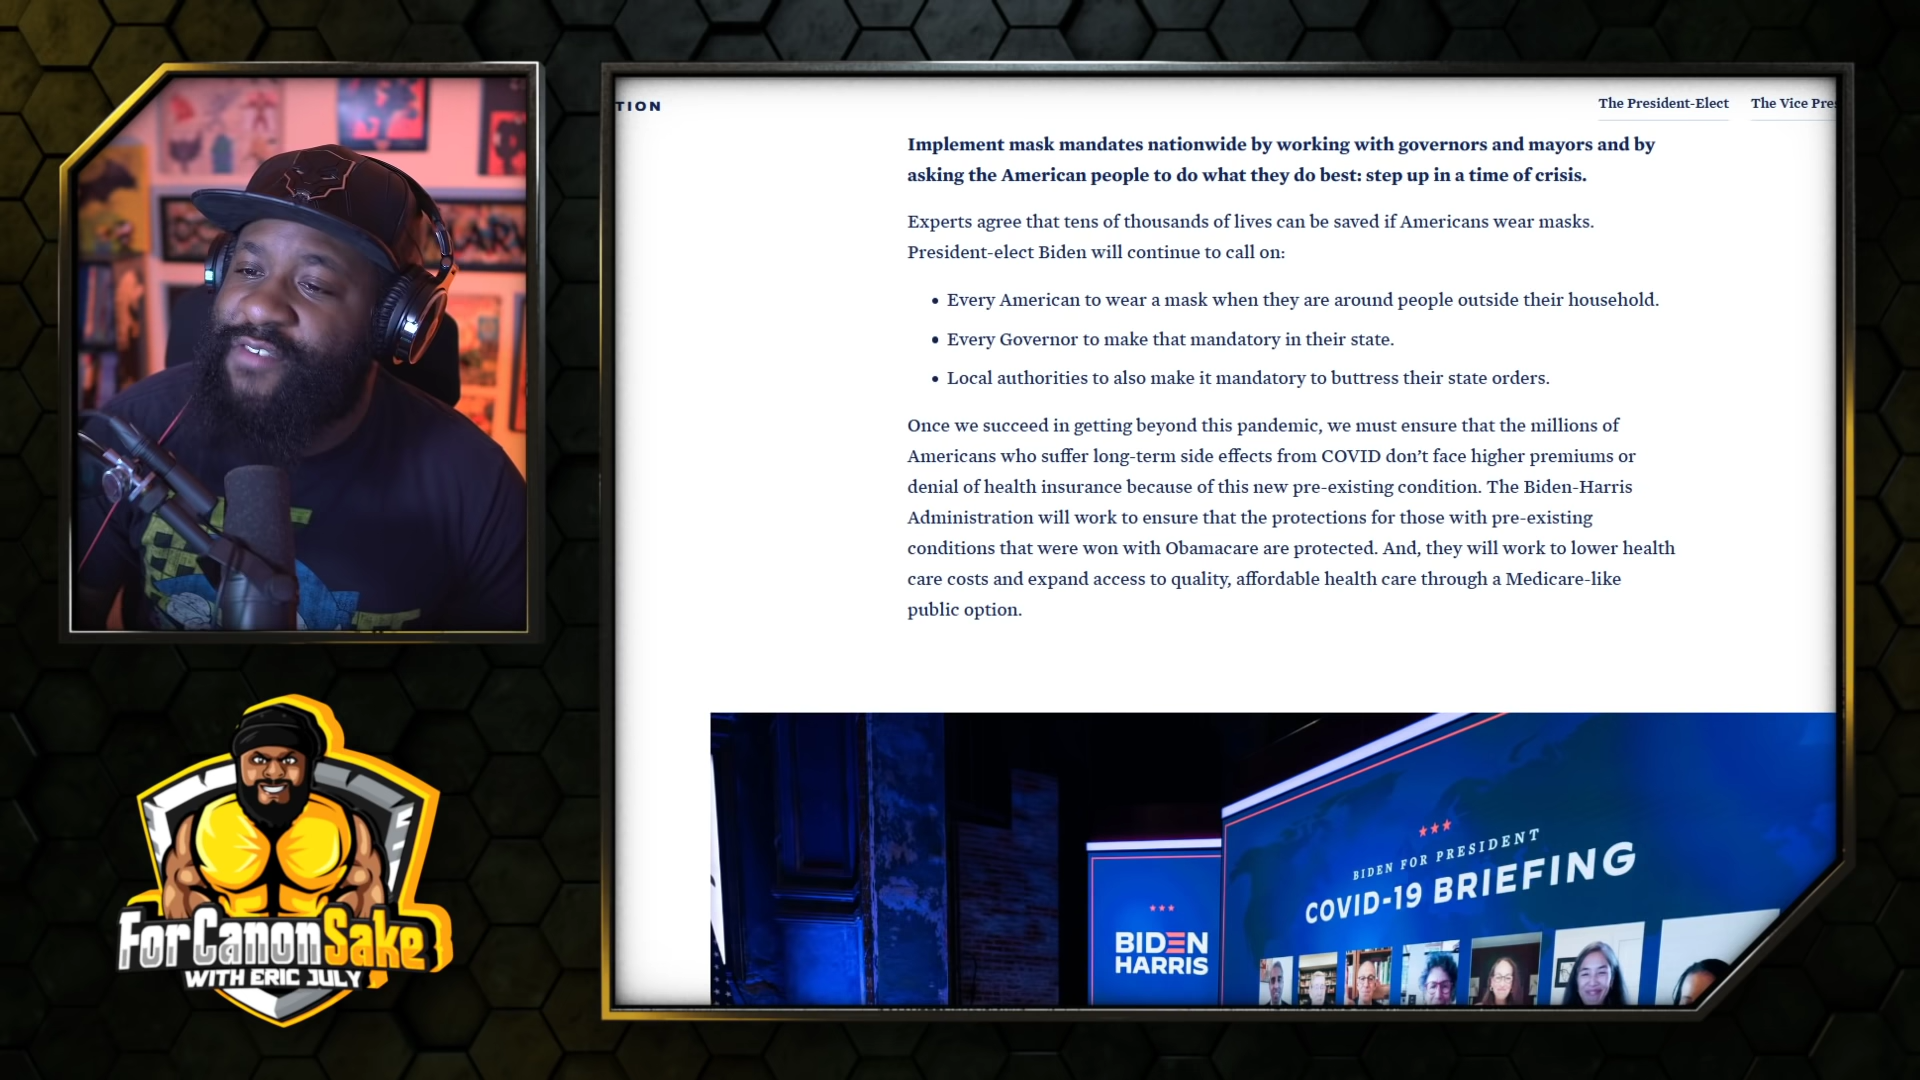 TION
The President-Elect
The Vice Pres
Implement mask mandates nationwide by working with governors and mayors and by
asking the American people to do what they do best: step up in a time of crisis.
Experts agree that tens of thousands of lives can be saved if Americans wear masks.
President-elect Biden will continue to call on:
• Every American to wear a mask when they are around people outside their household.
• Every Governor to make that mandatory in their state.
• Local authorities to also make it mandatory to buttress their state orders.
Once we succeed in getting beyond this pandemic, we must ensure that the millions of
Americans who suffer long-term side effects from COVID don’t face higher premiums or
denial of health insurance because of this new pre-existing condition. The Biden-Harris
Administration will work to ensure that the protections for those with pre-existing
conditions that were won with Obamacare are protected. And, they will work to lower health
care costs and expand access to quality, affordable health care through a Medicare-like
public option.
BIDEN FOR PRESIDENT
COVID-19 BRIEFING
BIDEN
HARRIS
ForCanonSake
WITH ERIC JULY